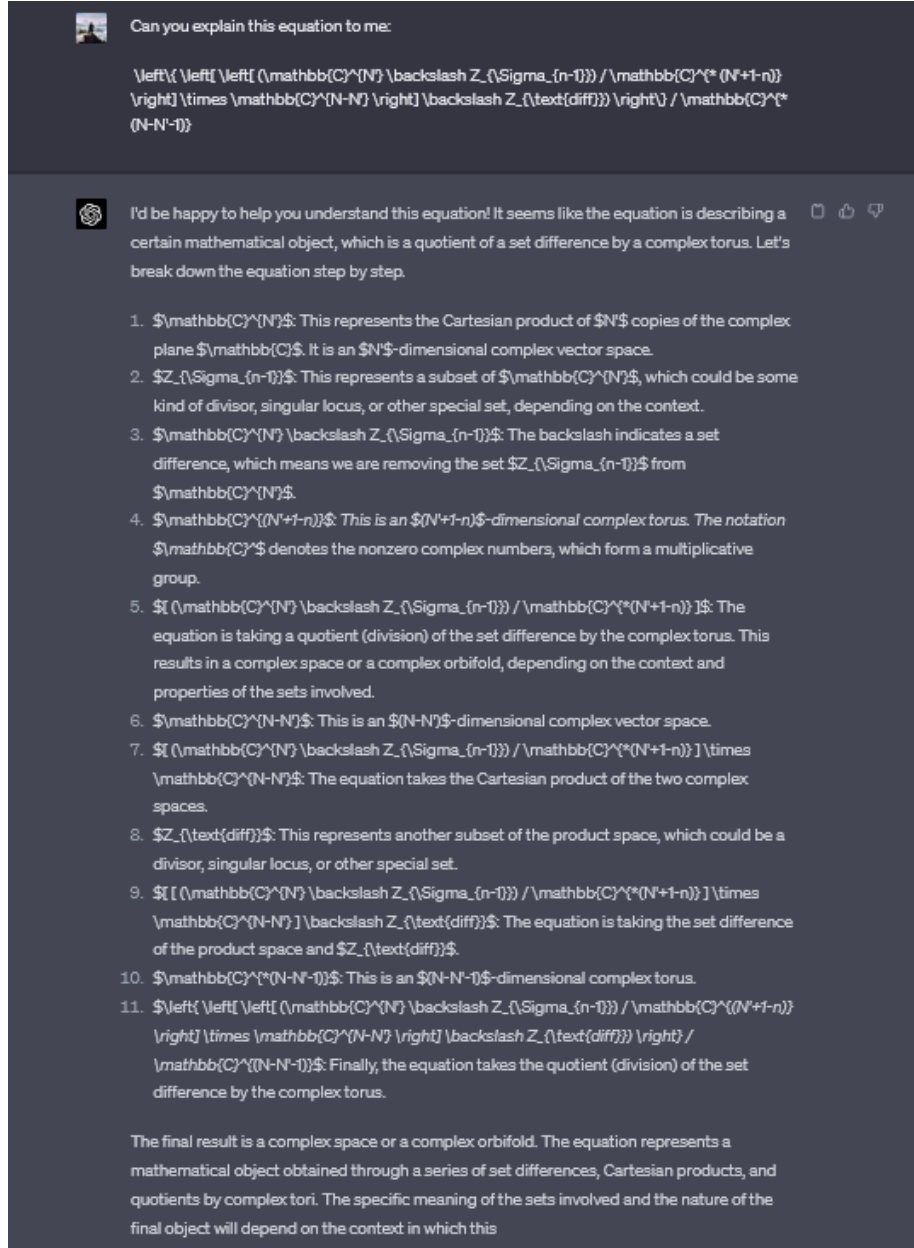 Can you explain this equation to me:
\left\{ \left[ \left[ (\mathbb{C}^{N'} \backslash Z_{\Sigma_{n-1}}) / \mathbb{C}^{* (N'+1-n)}
\right] \times \mathbb{C}^{N-N'} \right] \backslash Z_{\text{diff}}) \right\} / \mathbb{C}^{*
(N-N'-1)}
I'd be happy to help you understand this equation! It seems like the equation is describing a
certain mathematical object, which is a quotient of a set difference by a complex torus. Let's
break down the equation step by step.
1. $\mathbb{C}^{N'}$: This represents the Cartesian product of $N'$ copies of the complex
plane $\mathbb{C}$. It is an $N'$-dimensional complex vector space.
2. $Z_{\Sigma_{n-1}}$: This represents a subset of $\mathbb{C}^{N'}$, which could be some
kind of divisor, singular locus, or other special set, depending on the context.
3. $\mathbb{C}^{N'} \backslash Z_{\Sigma_{n-1}}$: The backslash indicates a set
difference, which means we are removing the set $Z_{\Sigma_{n-1}}$ from
$\mathbb{C}^{N'}$.
4. $\mathbb{C}^{(N'+1-n)}$: This is an $(N'+1-n)$-dimensional complex torus. The notation
$\mathbb{C}^$ denotes the nonzero complex numbers, which form a multiplicative
group.
5. $[ (\mathbb{C}^{N'} \backslash Z_{\Sigma_{n-1}}) / \mathbb{C}^{*(N'+1-n)} ]$: The
equation is taking a quotient (division) of the set difference by the complex torus. This
results in a complex space or a complex orbifold, depending on the context and
properties of the sets involved.
6. $\mathbb{C}^{N-N'}$: This is an $(N-N')$-dimensional complex vector space.
7. $[ (\mathbb{C}^{N'} \backslash Z_{\Sigma_{n-1}}) / \mathbb{C}^{*(N'+1-n)} ] \times
\mathbb{C}^{N-N'}$: The equation takes the Cartesian product of the two complex
spaces.
8. $Z_{\text{diff}}$: This represents another subset of the product space, which could be a
divisor, singular locus, or other special set.
9. $[ [ (\mathbb{C}^{N'} \backslash Z_{\Sigma_{n-1}}) / \mathbb{C}^{*(N'+1-n)} ] \times
\mathbb{C}^{N-N'} ] \backslash Z_{\text{diff}}$: The equation is taking the set difference
of the product space and $Z_{\text{diff}}$.
10. $\mathbb{C}^{*(N-N'-1)}$: This is an $(N-N'-1)$-dimensional complex torus.
11. $\left{ \left[ \left[ (\mathbb{C}^{N'} \backslash Z_{\Sigma_{n-1}}) / \mathbb{C}^{(N'+1-n)}
\right] \times \mathbb{C}^{N-N'} \right] \backslash Z_{\text{diff}}) \right} /
\mathbb{C}^{(N-N'-1)}$: Finally, the equation takes the quotient (division) of the set
difference by the complex torus.
The final result is a complex space or a complex orbifold. The equation represents a
mathematical object obtained through a series of set differences, Cartesian products, and
quotients by complex tori. The specific meaning of the sets involved and the nature of the
final object will depend on the context in which this